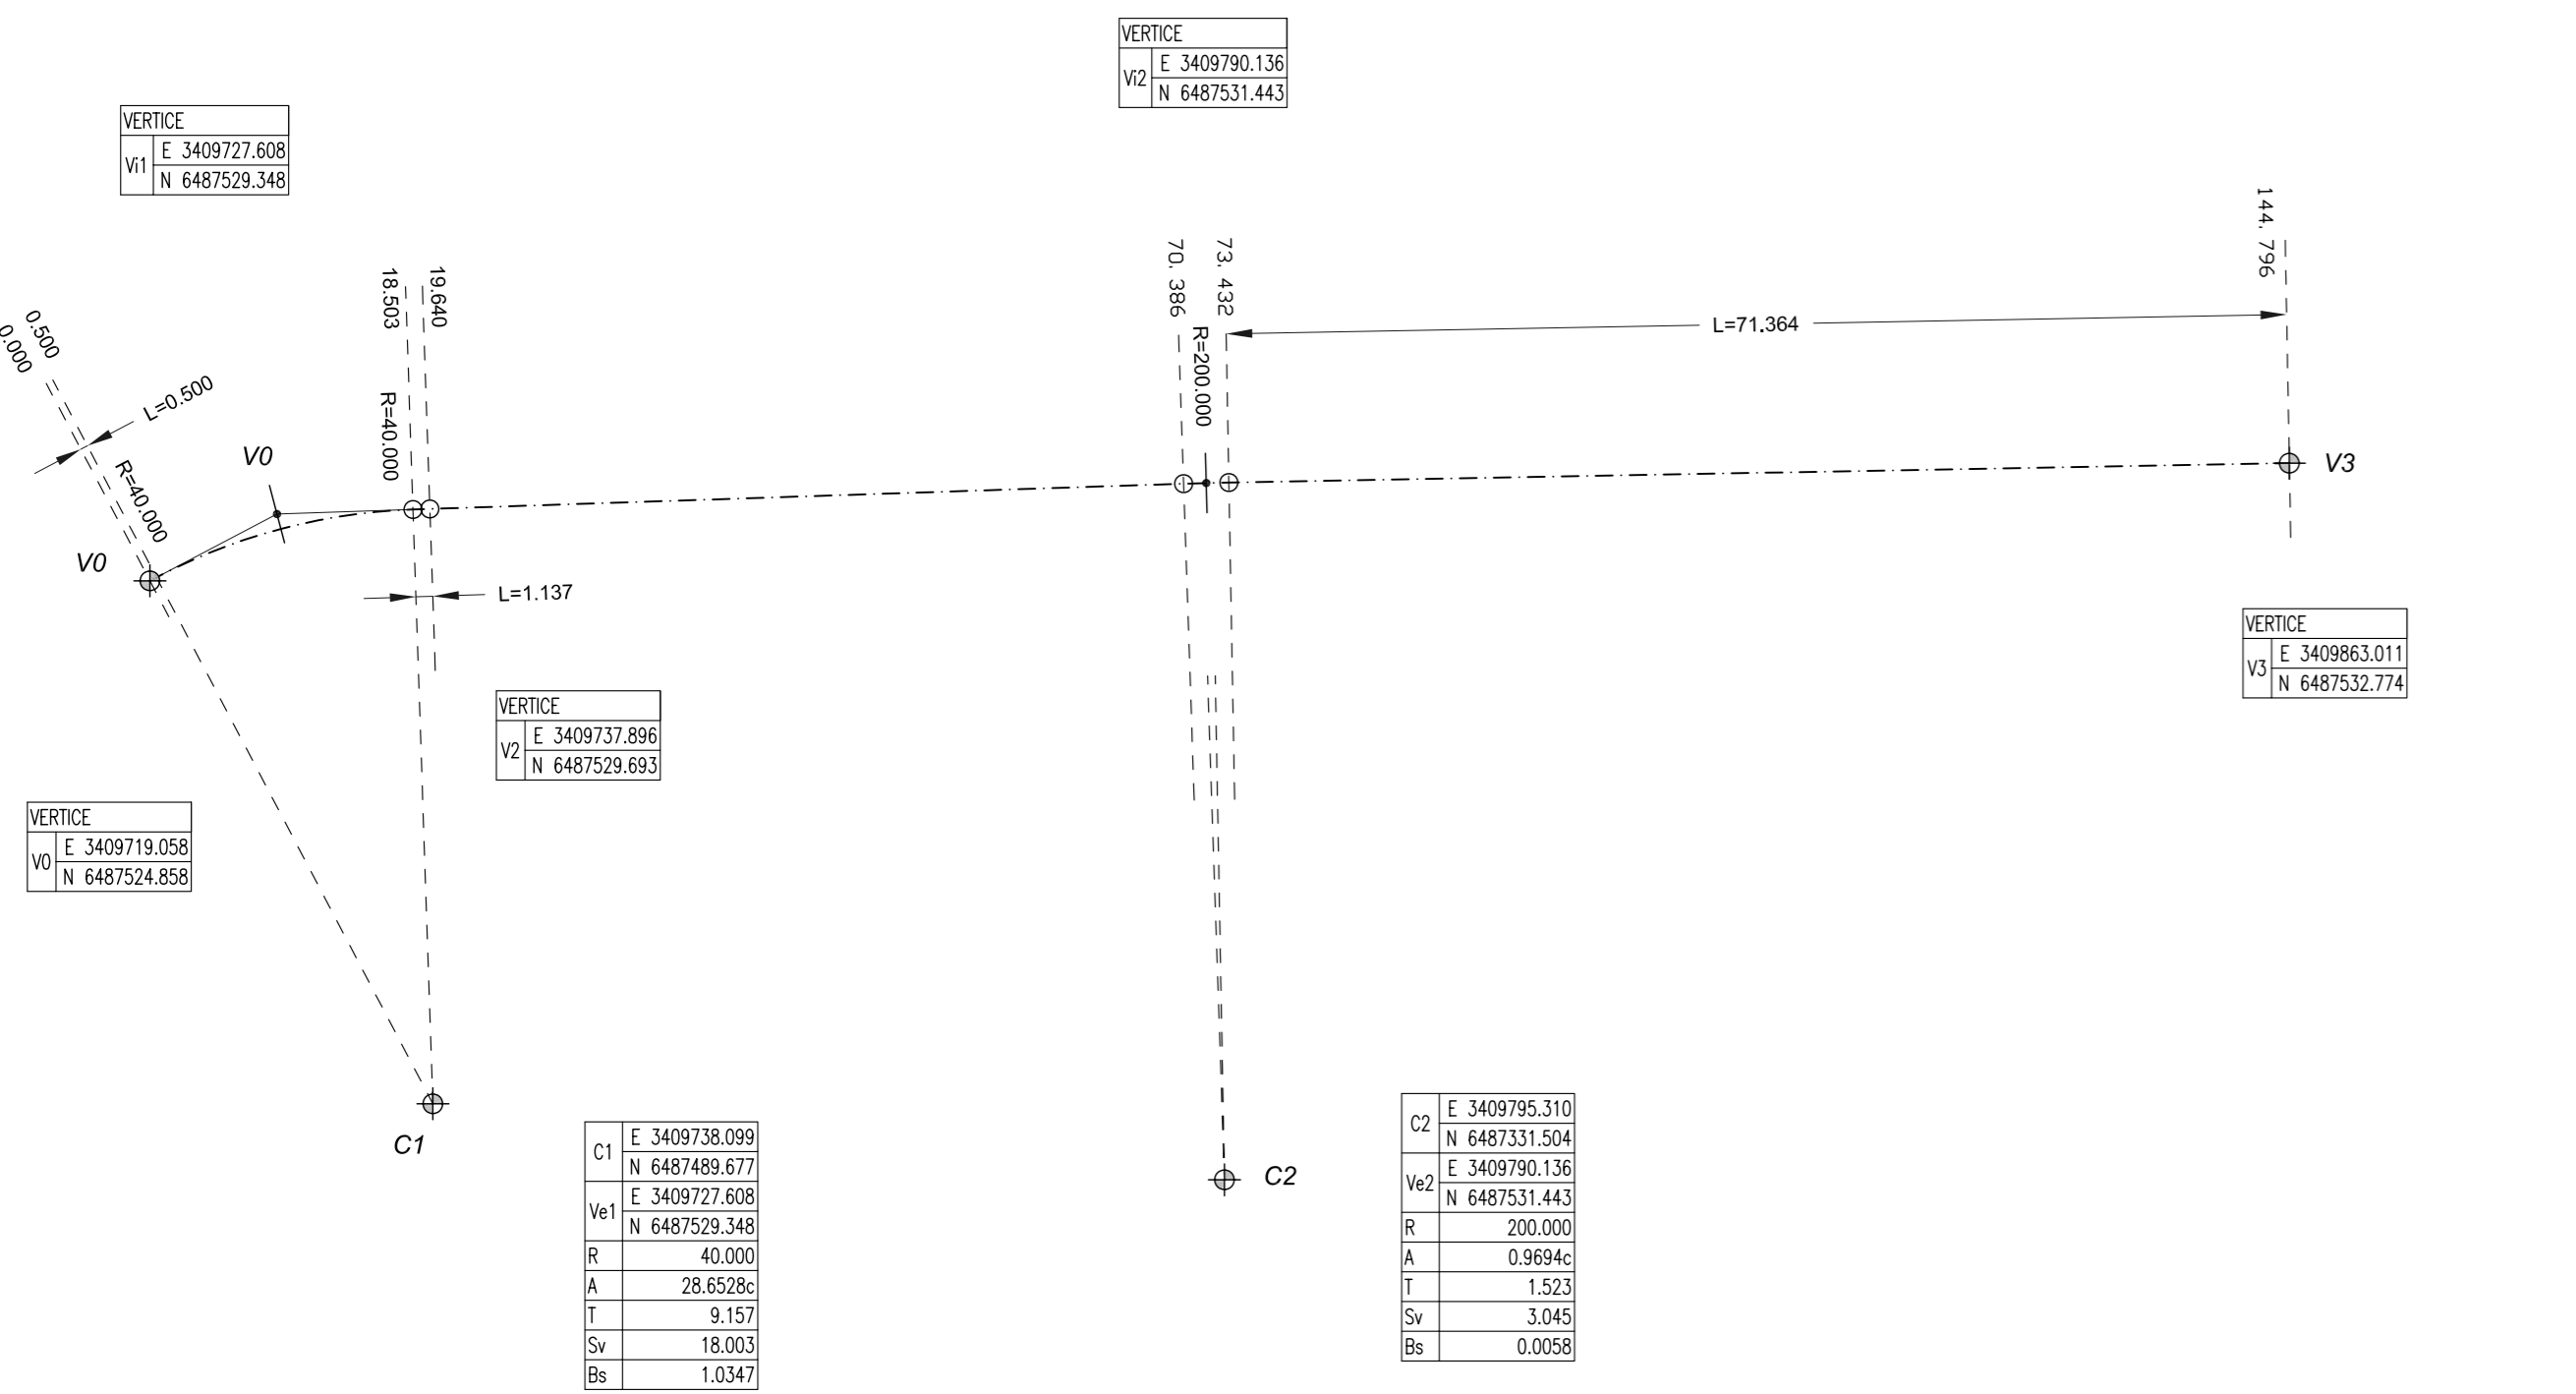 VERTICE
Vi2
E 3409790.136
N 6487531.443
VERTICE
Vi1
E 3409727.608
N 6487529.348
144. 796
70. 386
73. 432
R=200.000
L=71.364
18.503
19.640
R=40.000
0.500
0.000
L=0.500
R=40.000
V0
V0
V3
L=1.137
VERTICE
V3
E 3409863.011
N 6487532.774
VERTICE
V2
E 3409737.896
N 6487529.693
VERTICE
V0
E 3409719.058
N 6487524.858
C1
C2
C1
E 3409738.099
N 6487489.677
Ve1
E 3409727.608
N 6487529.348
R 40.000
A 28.6528c
T 9.157
Sv 18.003
Bs 1.0347
C2
E 3409795.310
N 6487331.504
Ve2
E 3409790.136
N 6487531.443
R 200.000
A 0.9694c
T 1.523
Sv 3.045
Bs 0.0058